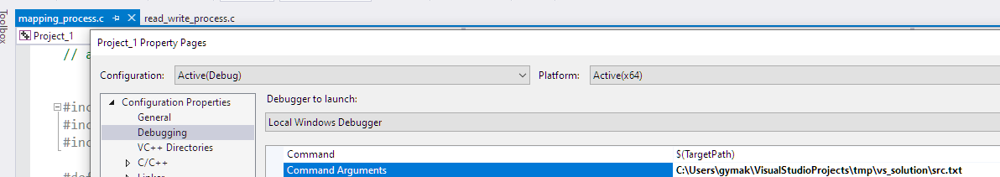 Toolbox
mapping_process.c read_write_process.c
Project_1
Project_1 Property Pages
// a
Configuration: Active(Debug) Platform: Active(x64)
Configuration Properties
General
Debugging
VC++ Directories
C/C++
Debugger to launch:
Local Windows Debugger
Command $(TargetPath)
Command Arguments C:\Users\gymak\VisualStudioProjects\tmp\vs_solution\src.txt
#inc
#inc
#inc